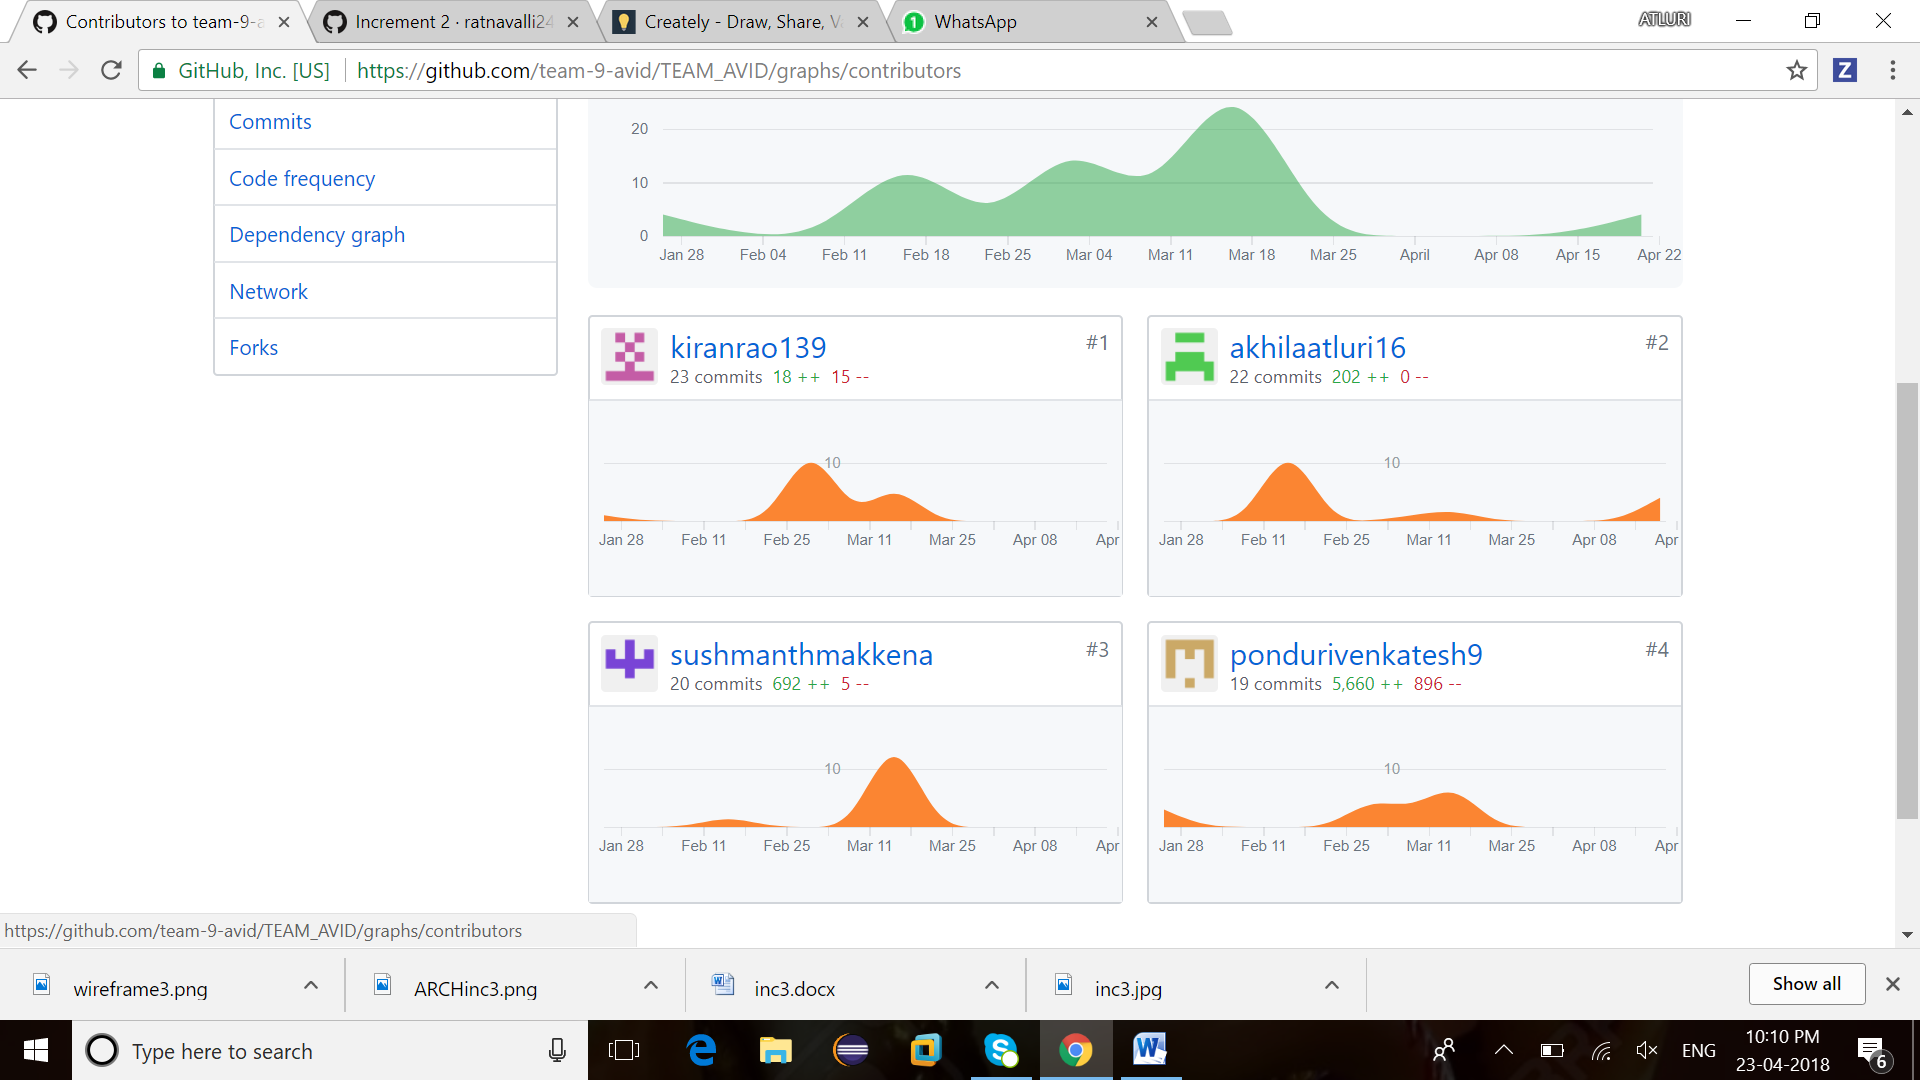 Contributors to team-9-a
Increment 2 · ratnavalli24
Creately - Draw, Share, Va
1 WhatsApp
ATLURI
GitHub, Inc. [US]
https://github.com/team-9-avid/TEAM_AVID/graphs/contributors
Z
Commits
Code frequency
Dependency graph
Network
Forks
20
10
0
Jan 28 Feb 04 Feb 11 Feb 18 Feb 25 Mar 04 Mar 11 Mar 18 Mar 25 April Apr 08 Apr 15 Apr 22
kiranrao139 #1
23 commits 18 ++ 15 --
10
Jan 28 Feb 11 Feb 25 Mar 11 Mar 25 Apr 08 Apr
akhilaatluri16 #2
22 commits 202 ++ 0 --
10
Jan 28 Feb 11 Feb 25 Mar 11 Mar 25 Apr 08 Apr
sushmanthmakkena #3
20 commits 692 ++ 5 --
10
Jan 28 Feb 11 Feb 25 Mar 11 Mar 25 Apr 08 Apr
pondurivenkatesh9 #4
19 commits 5,660 ++ 896 --
10
Jan 28 Feb 11 Feb 25 Mar 11 Mar 25 Apr 08 Apr
https://github.com/team-9-avid/TEAM_AVID/graphs/contributors
wireframe3.png
ARCHinc3.png
inc3.docx
inc3.jpg
Show all
Type here to search
ENG
10:10 PM
23-04-2018
6